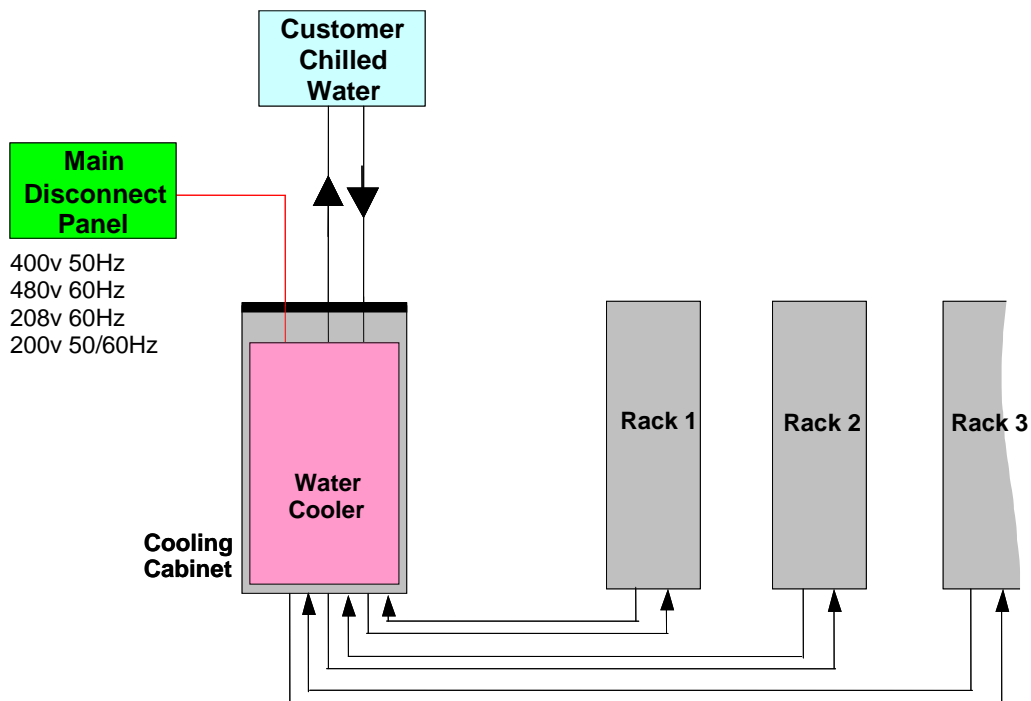 Customer
Chilled
Water
Main
Disconnect
Panel
400v 50Hz
480v 60Hz
208v 60Hz
200v 50/60Hz
Rack 1
Rack 2
Rack 3
Water
Cooler
Cooling
Cabinet